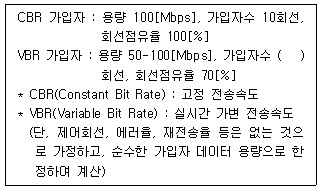 CBR 가입자 : 용량 100[Mbps], 가입자수 10회선,
회선점유율 100[%]
VBR 가입자 : 용량 50-100[Mbps], 가입자수 (   )
회선, 회선점유율 70[%]
* CBR(Constant Bit Rate) : 고정 전송속도
* VBR(Variable Bit Rate) : 실시간 가변 전송속도
(단, 제어회선, 에러율, 재전송율 등은 없는 것으
로 가정하고, 순수한 가입자 데이터 용량으로 한
정하여 계산)